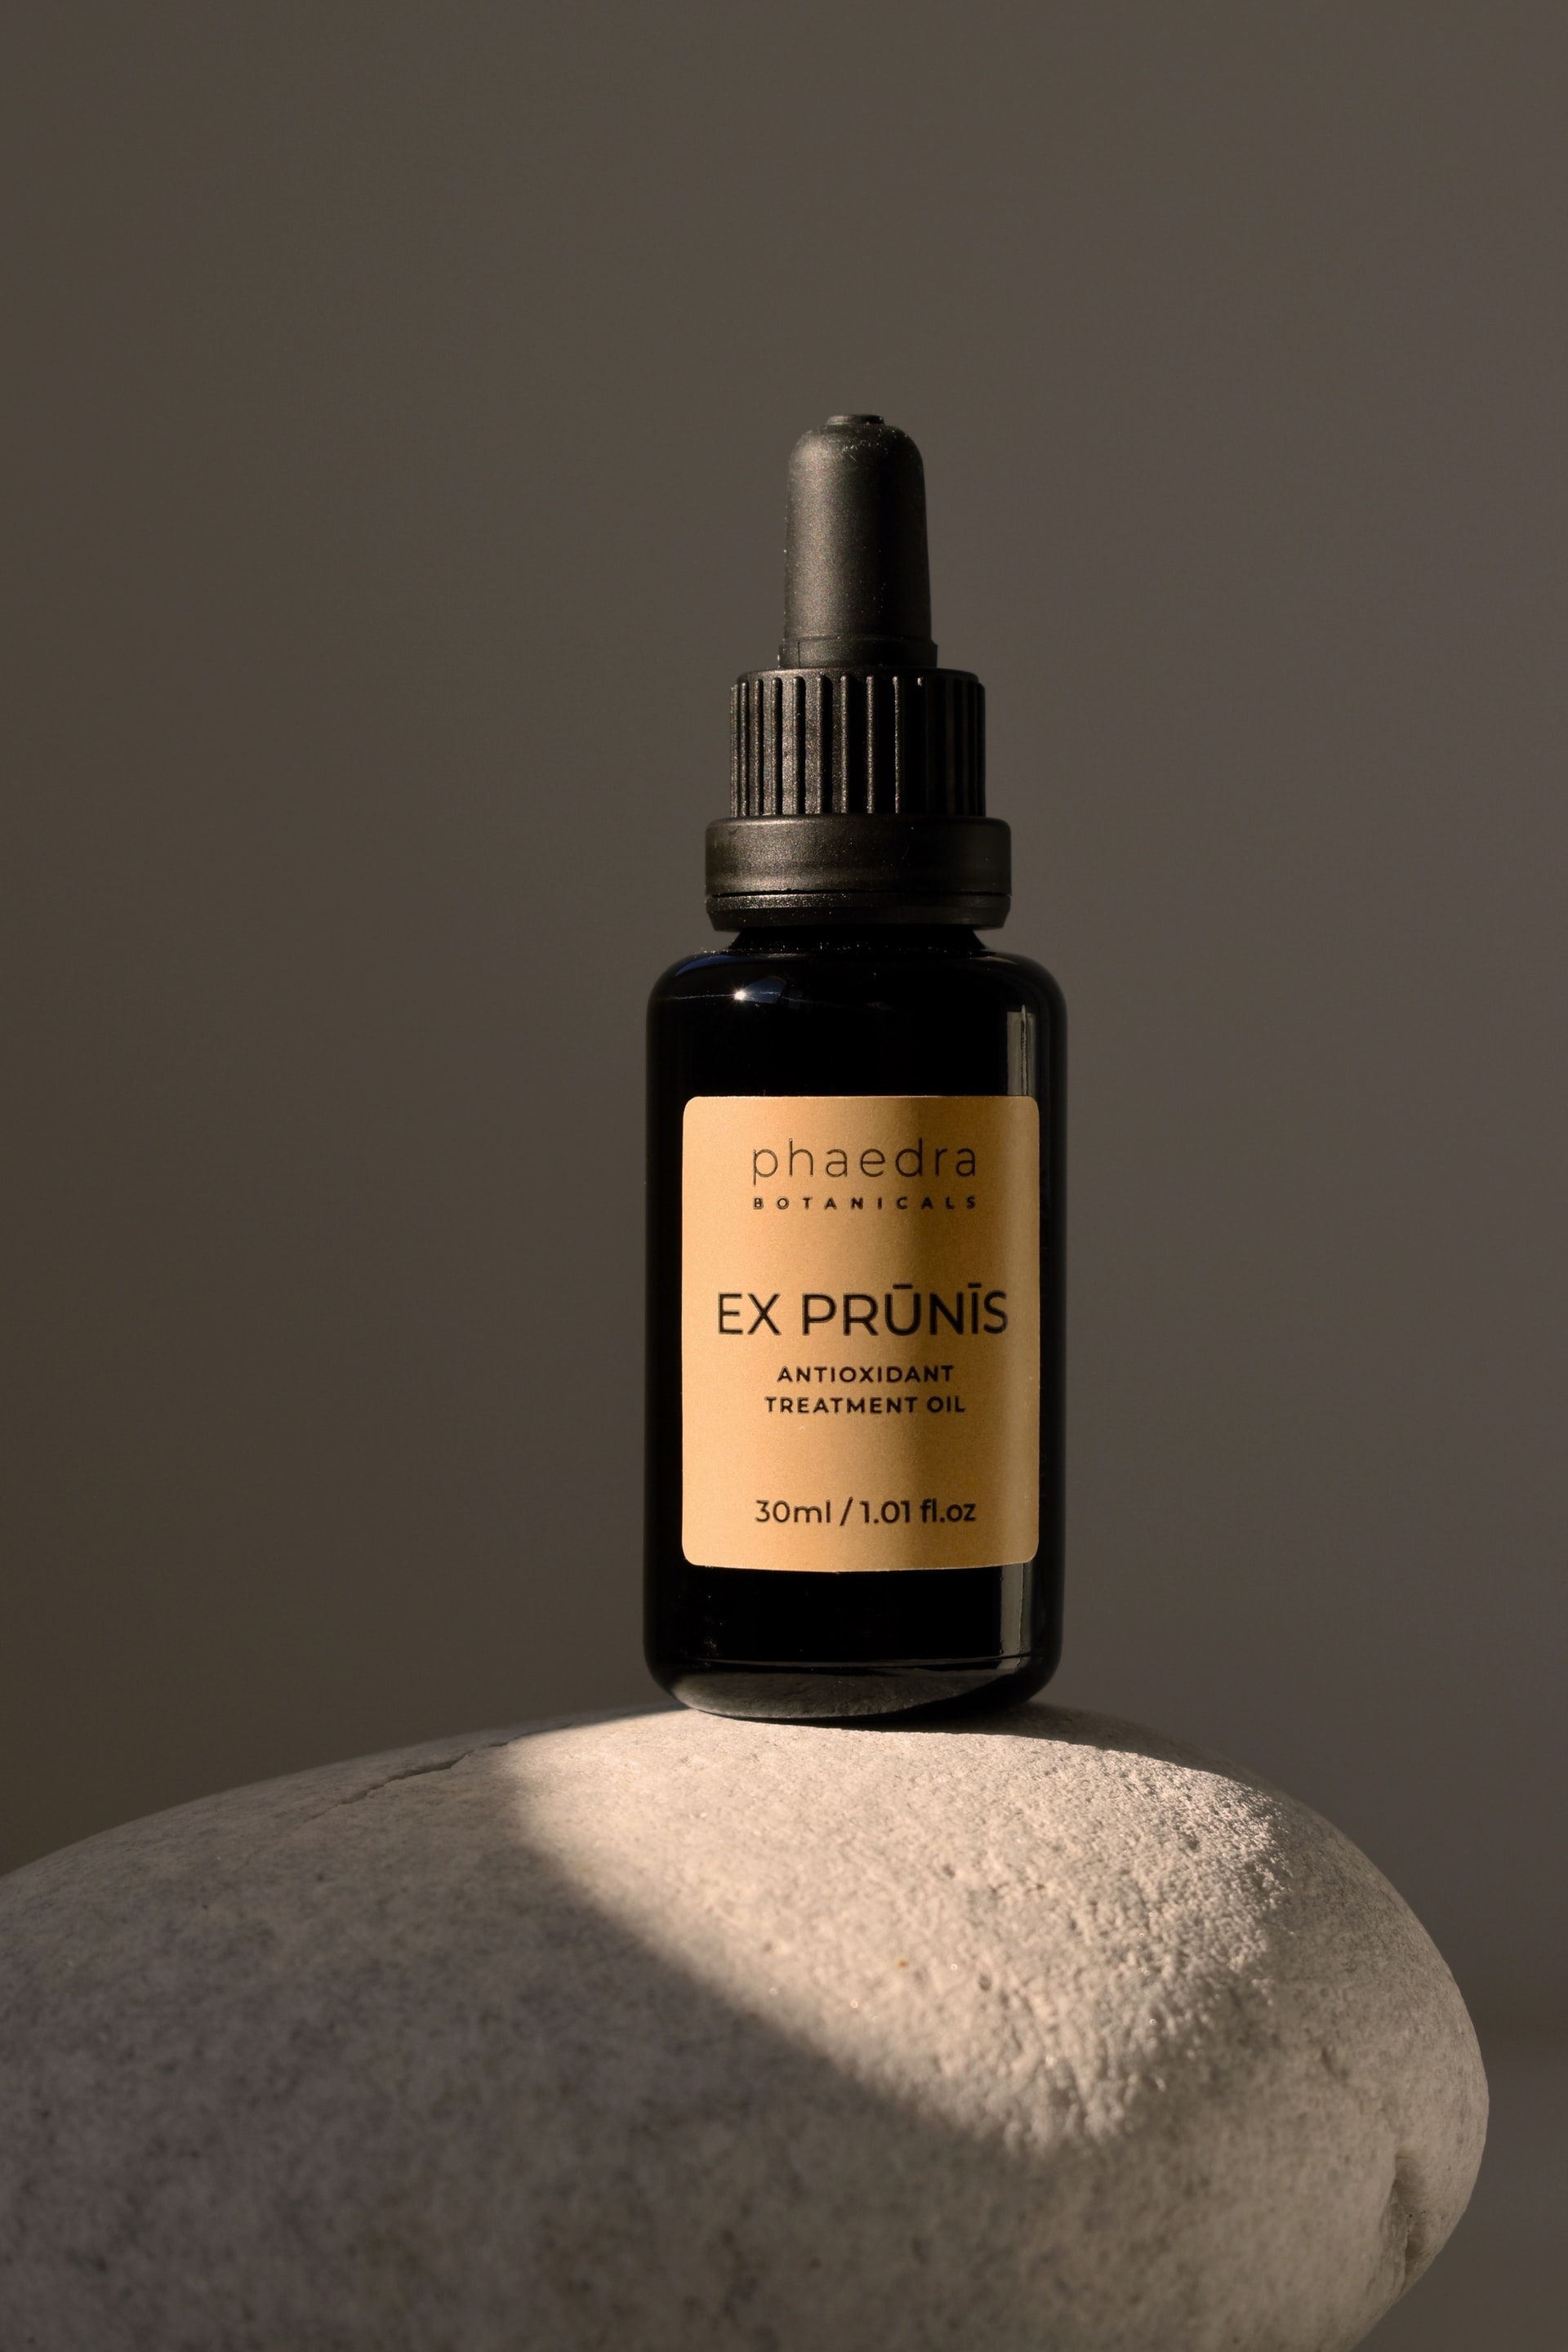 phaedra
BOTANICALS
EX PRŪNĪS
ANTIOXIDANT
TREATMENT OIL
30ml / 1.01 fl.oz